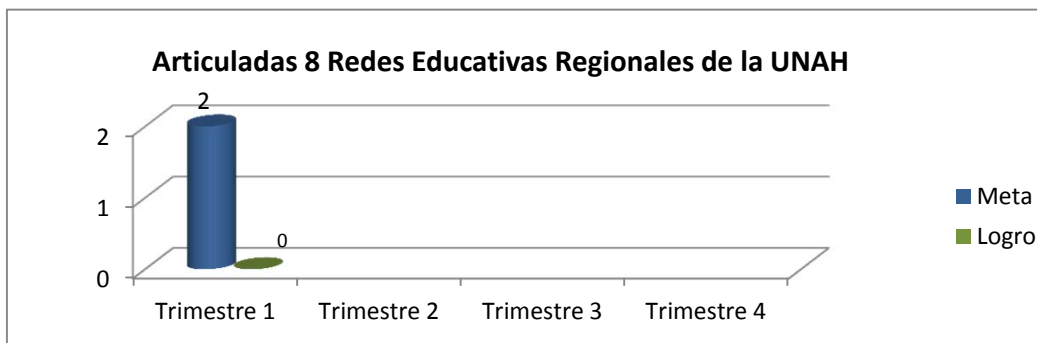 Articuladas 8 Redes Educativas Regionales de la UNAH
2
2
1
0
0
Trimestre 1
Trimestre 2
Trimestre 3
Trimestre 4
Meta
Logro